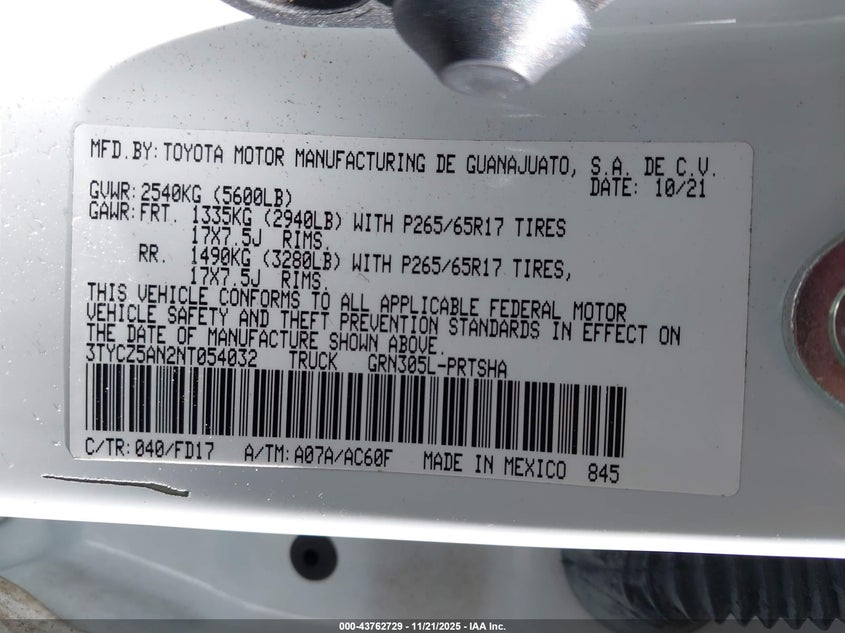 MFD.BY: TOYOTA MOTOR MANUFACTURING DE GUANAJUATO, S.A. DE C.V.
GVWR: 2540KG (5600LB) DATE: 10/21
GAWR: FRT. 1335KG (2940LB) WITH P265/65R17 TIRES
17X7.5J RIMS.
RR. 1490KG (3280LB) WITH P265/65R17 TIRES,
17X7.5J RIMS.
THIS VEHICLE CONFORMS TO ALL APPLICABLE FEDERAL MOTOR
VEHICLE SAFETY AND THEFT PREVENTION STANDARDS IN EFFECT ON
THE DATE OF MANUFACTURE SHOWN ABOVE.
3TYCZ5AN2NT054032 TRUCK GRN305L-PRTSHA
C/TR: 040/FD17 A/TM: A07A/AC60F MADE IN MEXICO 845
000-43762729 - 11/21/2025 - IAA Inc.